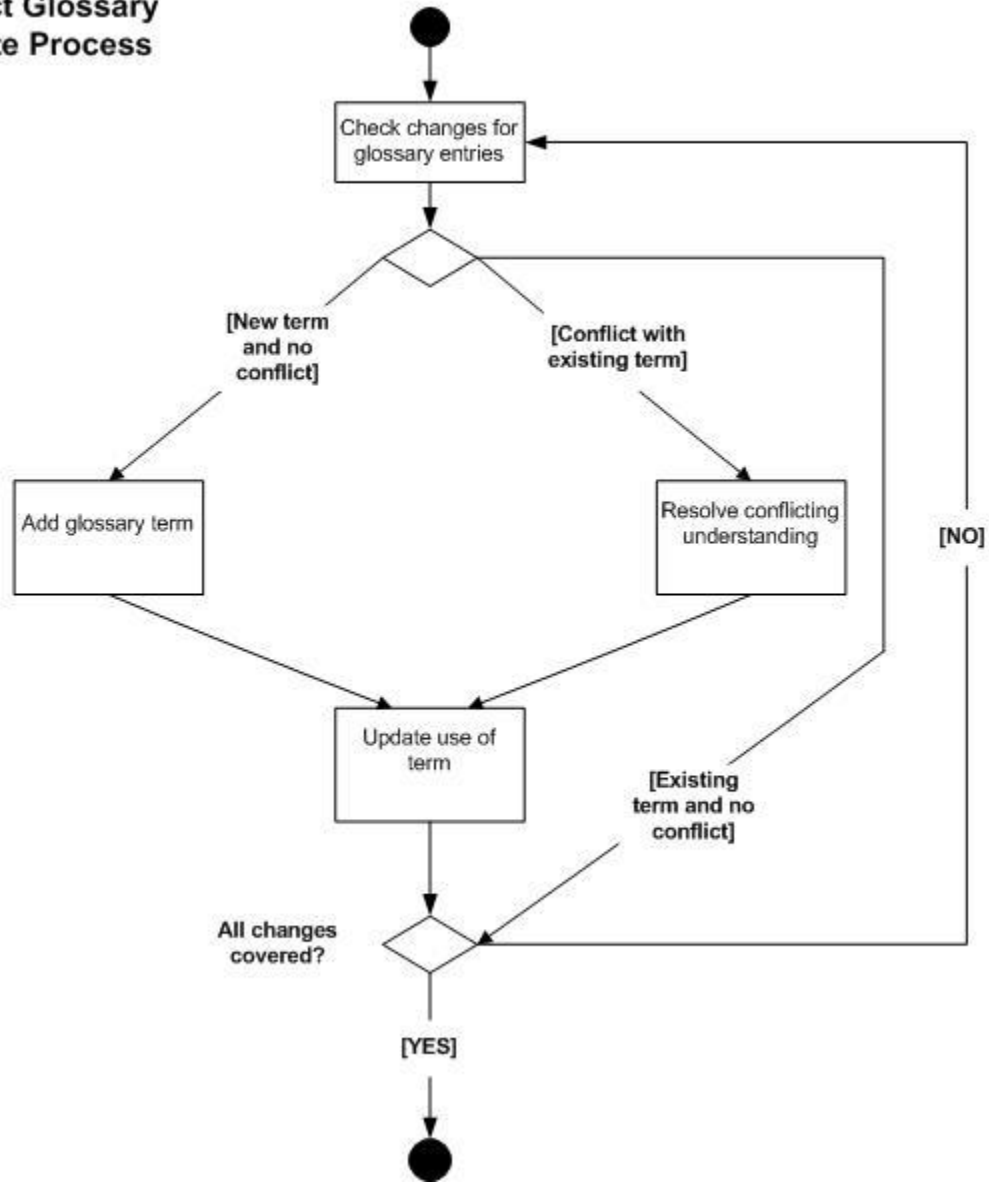 Glossary
Process
Check changes for
glossary entries
[New term
and no
conflict]
[Conflict with
existing term]
Add glossary term
Resolve conflicting
understanding
[NO]
Update use of
term
[Existing
term and no
conflict]
All changes
covered?
[YES]